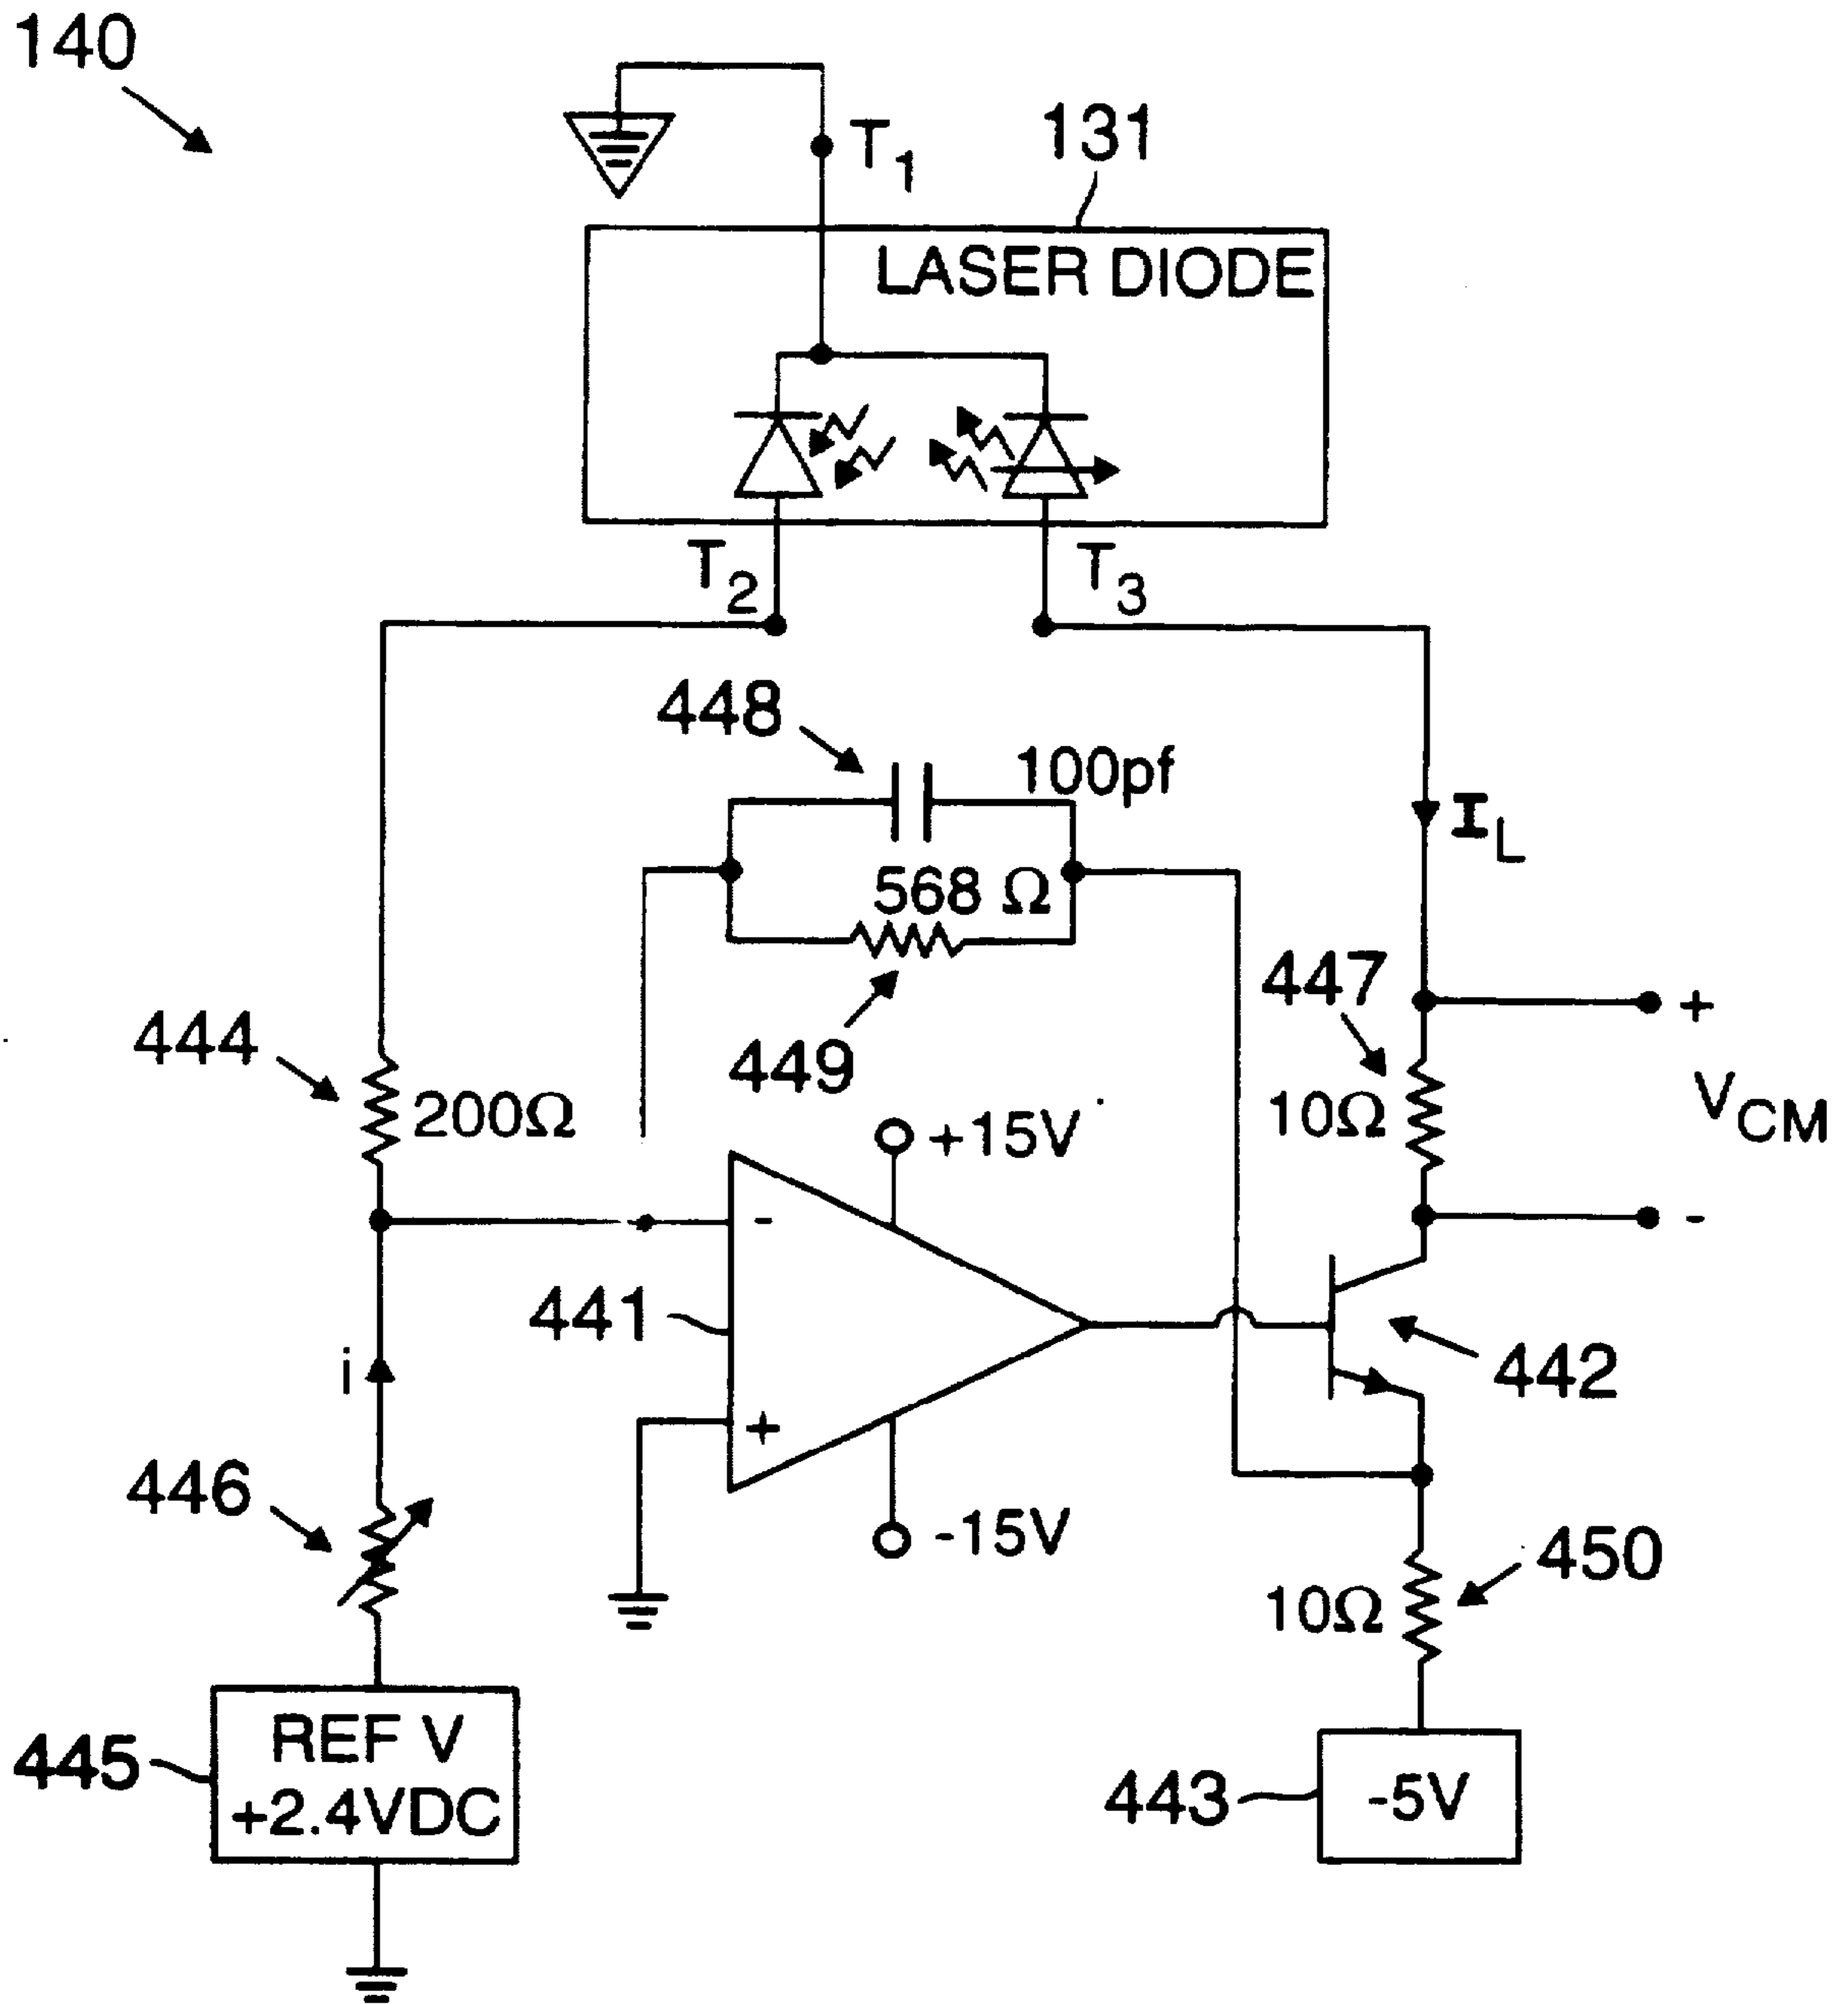 140
T1
131
LASER DIODE
T2
T3
448
100pf
IL
568 Ω
447
+
444
449
200Ω
10Ω
VCM
+15V
-
-
441
442
i
+
446
-15V
450
10Ω
REF V
+2.4VDC
445
443
-5V